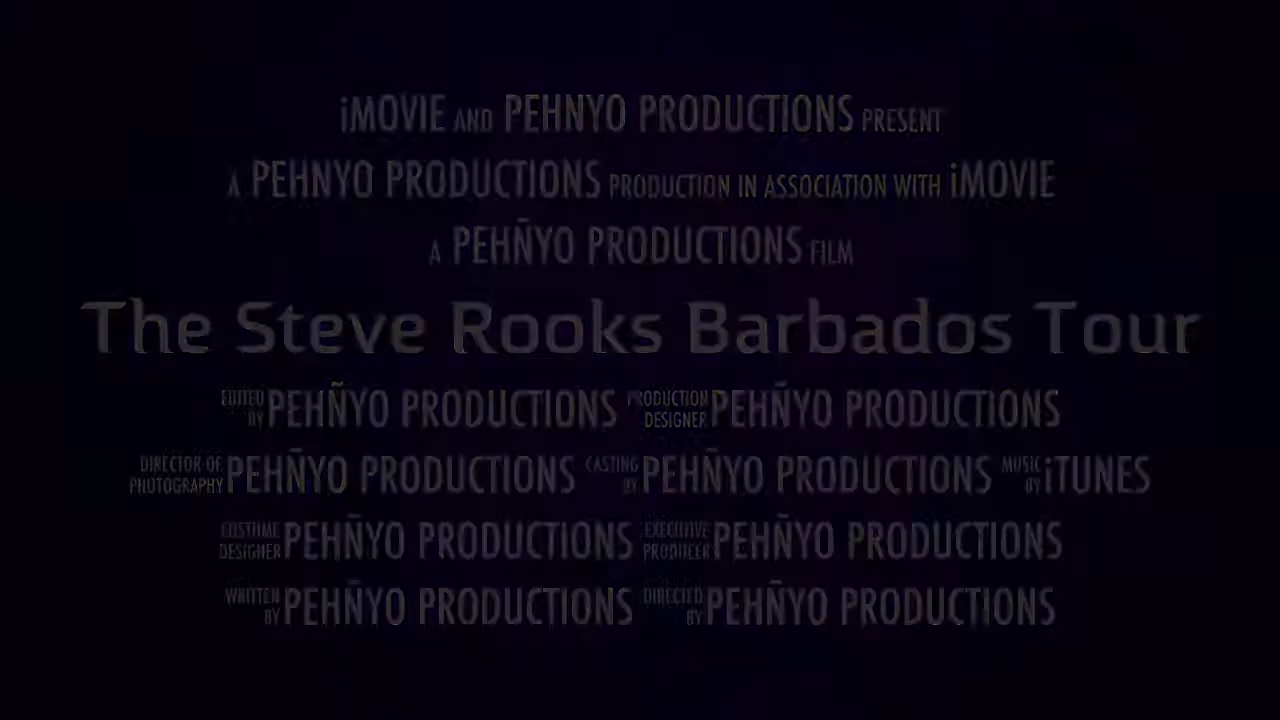 iMOVIE AND PEHNYO PRODUCTIONS PRESENT
A PEHNYO PRODUCTIONS PRODUCTION IN ASSOCIATION WITH iMOVIE
A PEHÑYO PRODUCTIONS FILM
The Steve Rooks Barbados Tour
EDITED BY PEHÑYO PRODUCTIONS PRODUCTION DESIGNER PEHÑYO PRODUCTIONS
DIRECTOR OF PHOTOGRAPHY PEHÑYO PRODUCTIONS CASTING BY PEHÑYO PRODUCTIONS MUSIC BY iTUNES
COSTUME DESIGNER PEHÑYO PRODUCTIONS EXECUTIVE PRODUCER PEHÑYO PRODUCTIONS
WRITTEN BY PEHÑYO PRODUCTIONS DIRECTED BY PEHÑYO PRODUCTIONS